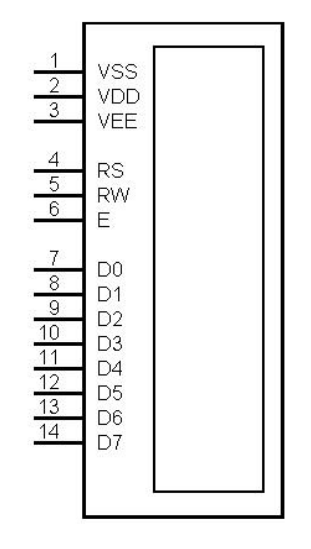 1 VSS
2 VDD
3 VEE
4 RS
5 RW
6 E
7 D0
8 D1
9 D2
10 D3
11 D4
12 D5
13 D6
14 D7